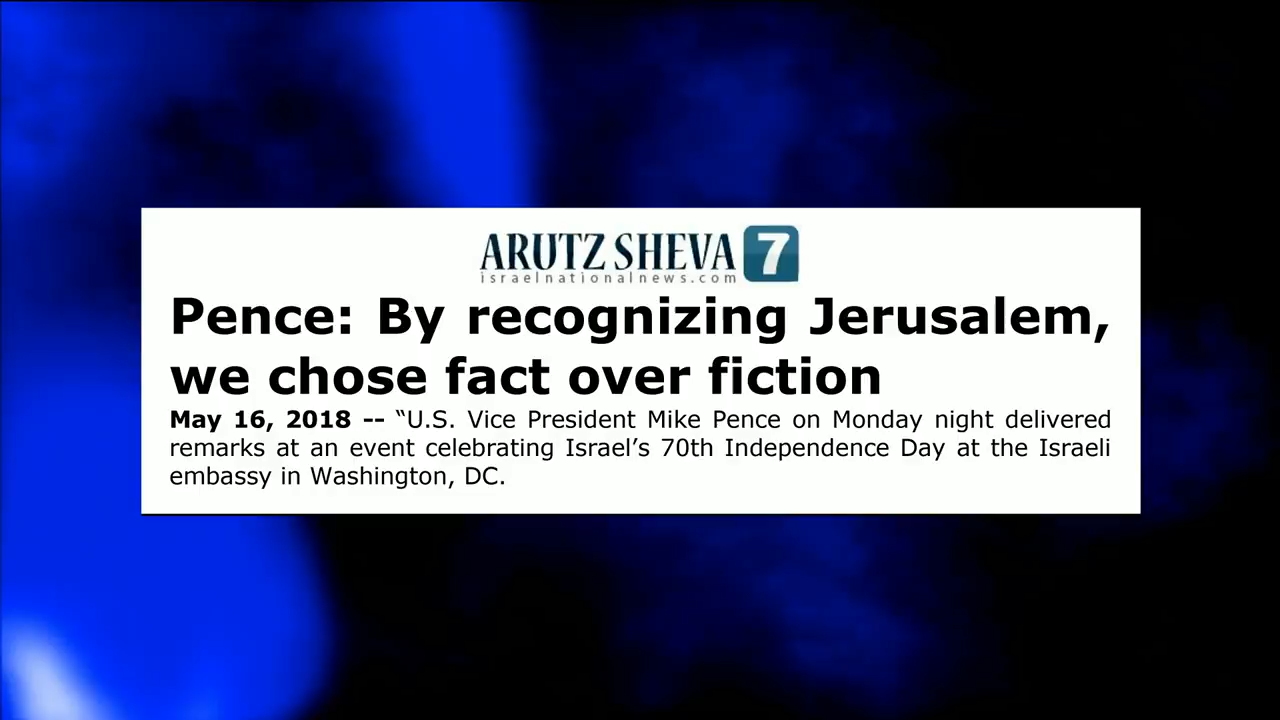 ARUTZ SHEVA 7
israelnationalnews.com
Pence: By recognizing Jerusalem,
we chose fact over fiction
May 16, 2018 -- “U.S. Vice President Mike Pence on Monday night delivered
remarks at an event celebrating Israel’s 70th Independence Day at the Israeli
embassy in Washington, DC.